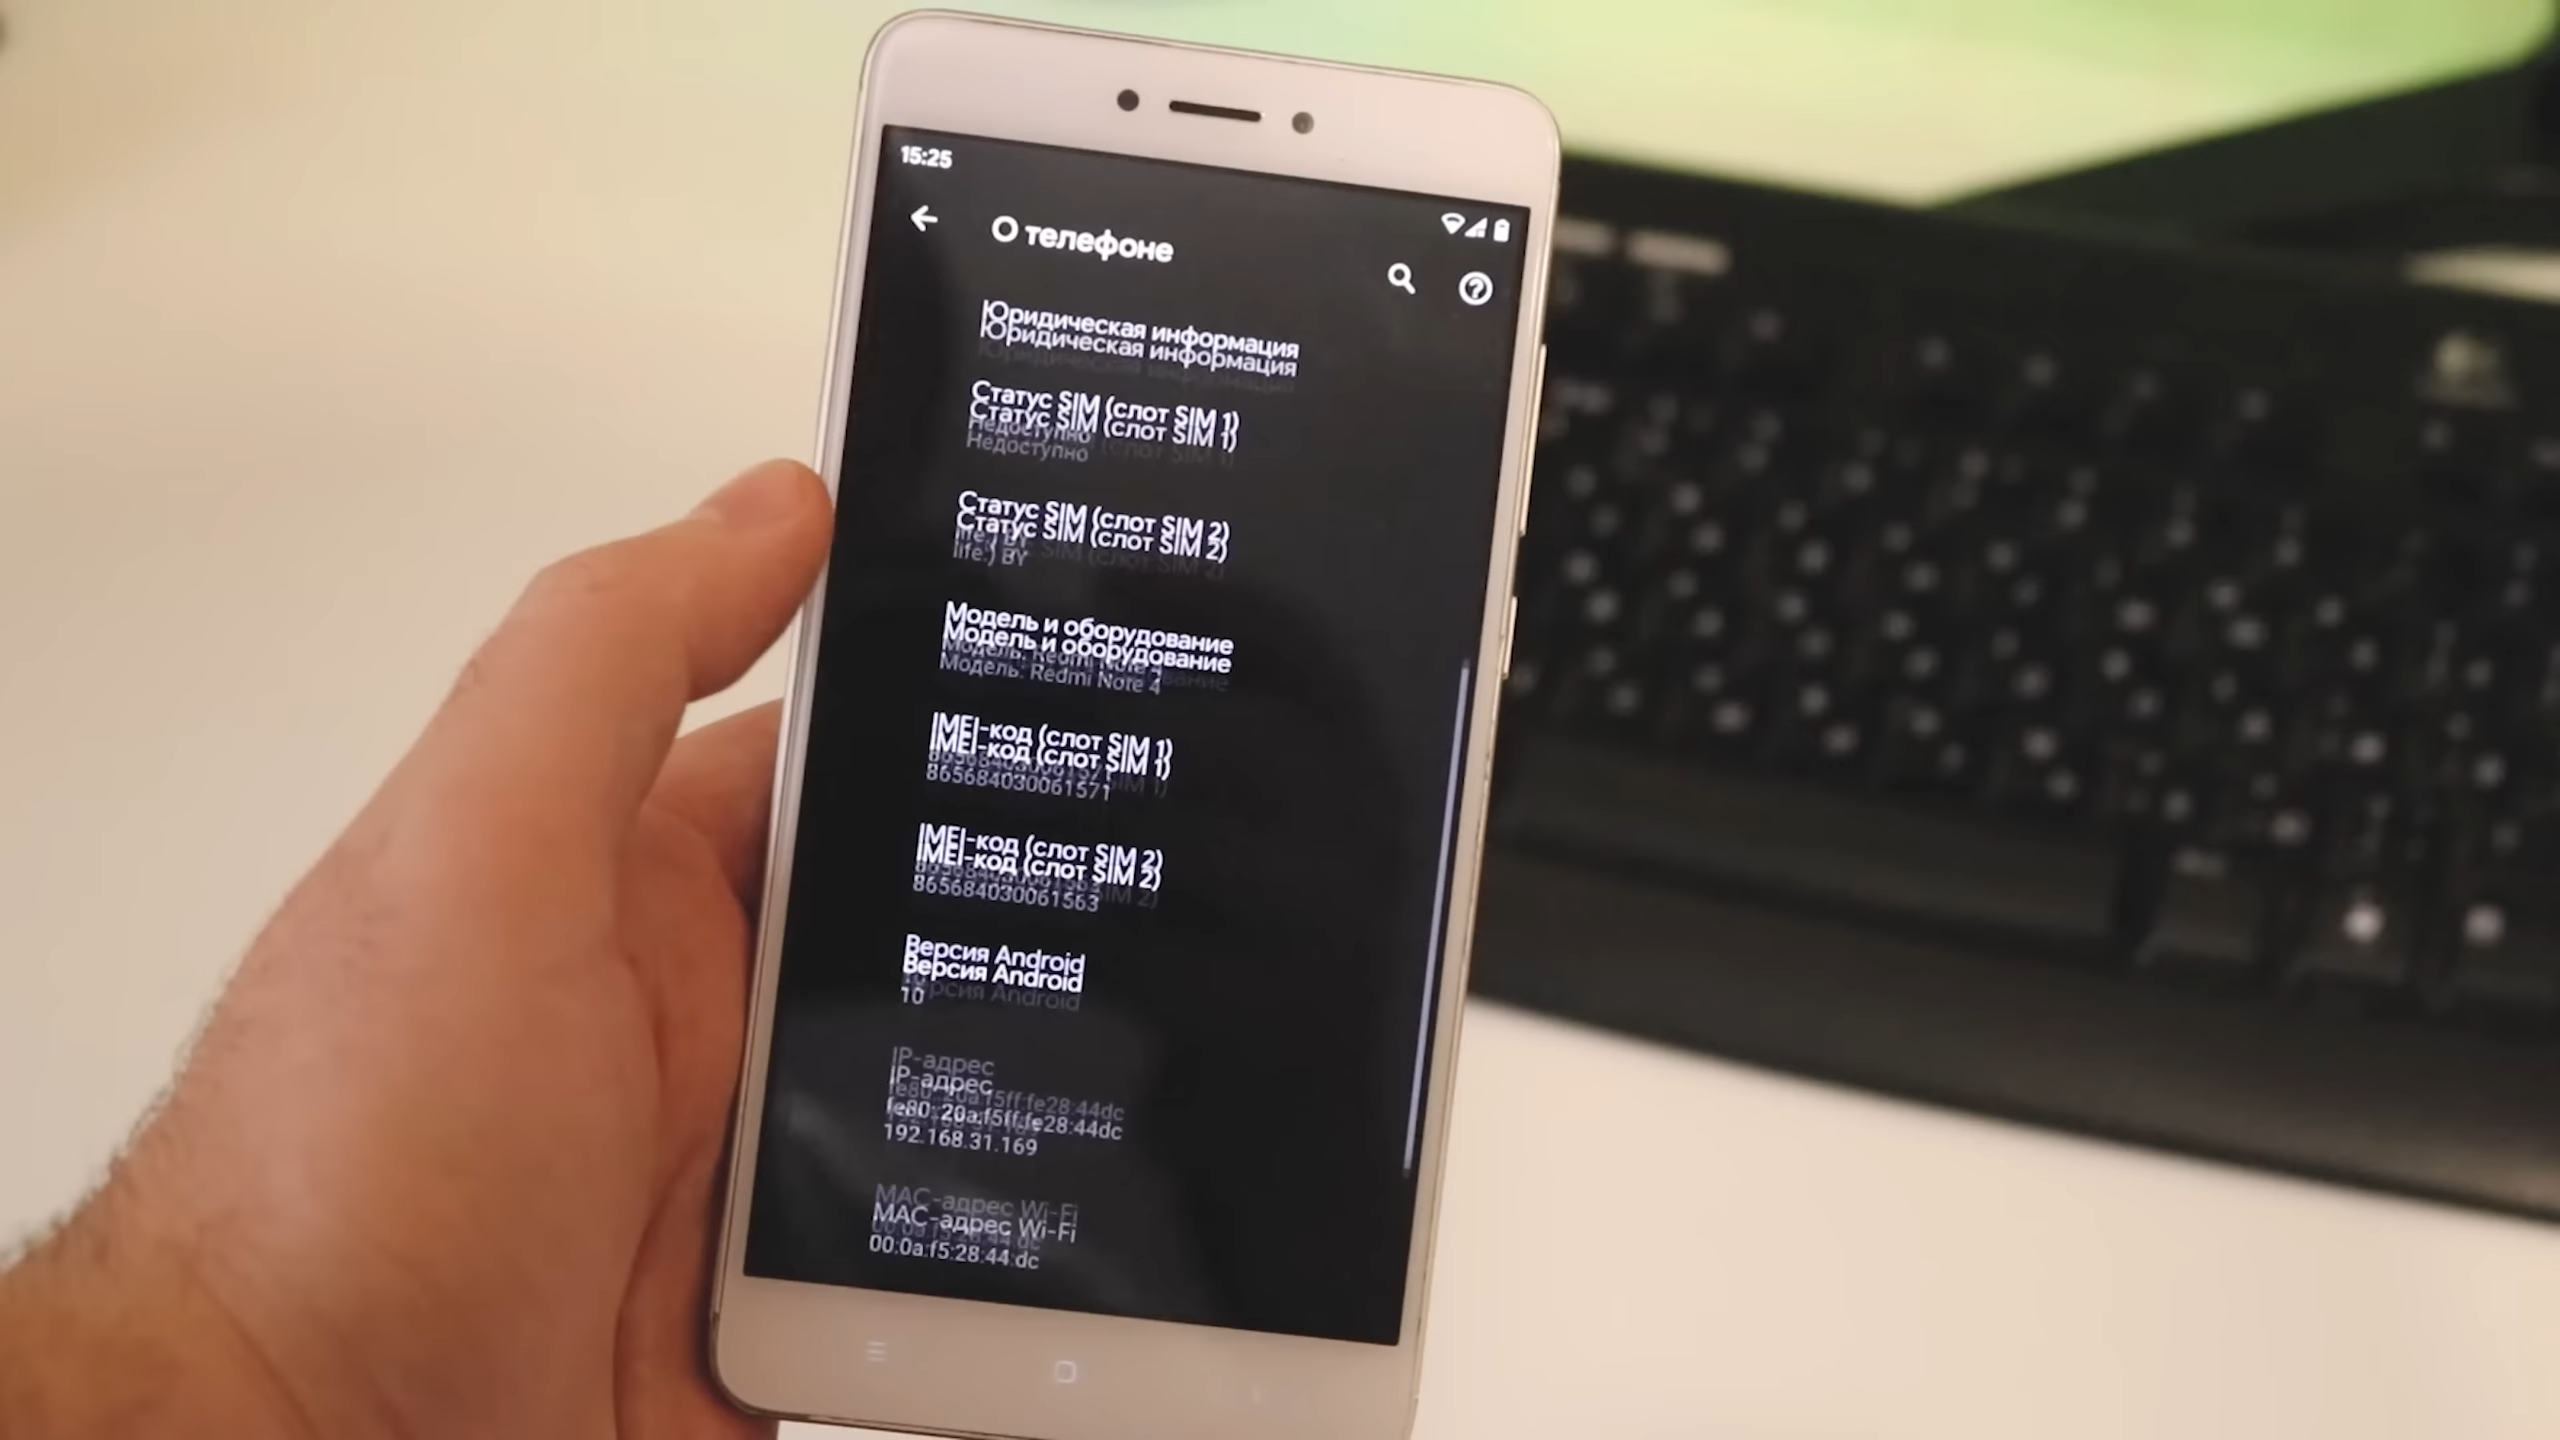 15:25
О телефоне
Юридическая информация
Статус SIM (слот SIM 1)
Недоступно
Статус SIM (слот SIM 2)
life:) BY
Модель и оборудование
Модель: Redmi Note 4
IMEI-код (слот SIM 1)
865684030061571
IMEI-код (слот SIM 2)
865684030061563
Версия Android
10
IP-адрес
fe80::20a:f5ff:fe28:44dc
192.168.31.169
MAC-адрес Wi-Fi
00:0a:f5:28:44:dc